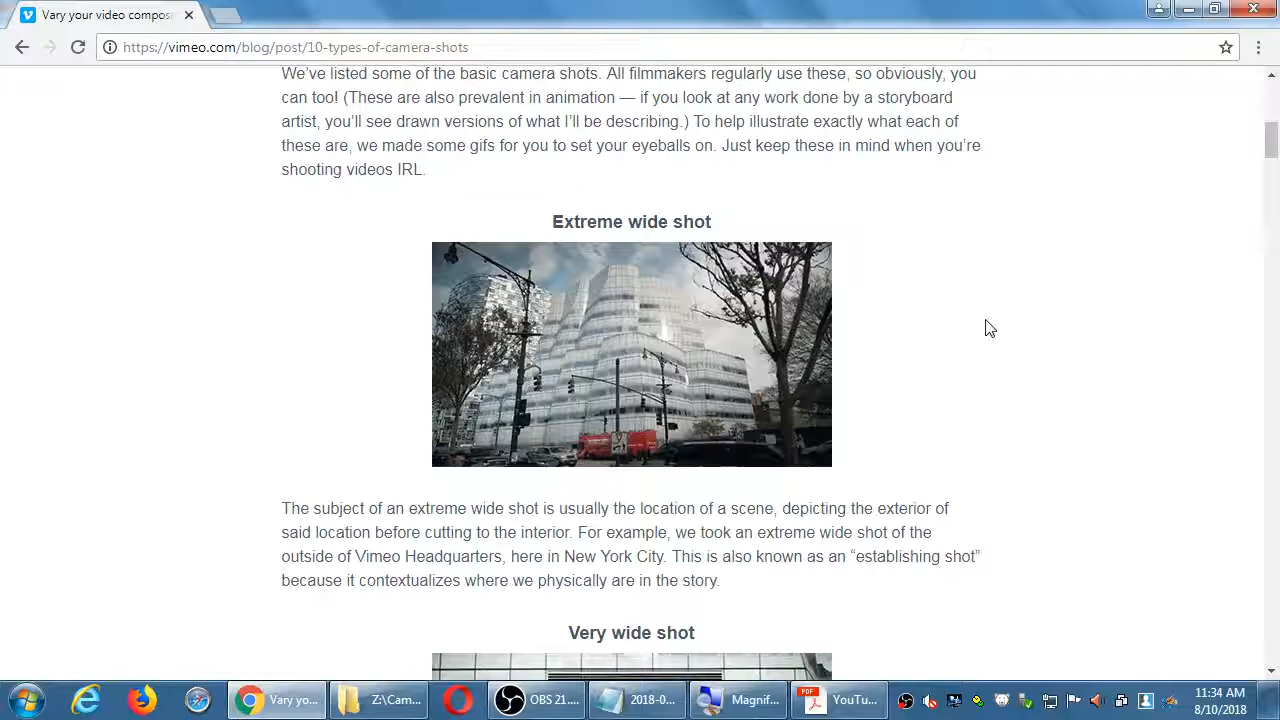 Vary your video compos
https://vimeo.com/blog/post/10-types-of-camera-shots
We've listed some of the basic camera shots. All filmmakers regularly use these, so obviously, you
can too! (These are also prevalent in animation — if you look at any work done by a storyboard
artist, you'll see drawn versions of what I'll be describing.) To help illustrate exactly what each of
these are, we made some gifs for you to set your eyeballs on. Just keep these in mind when you're
shooting videos IRL.
Extreme wide shot
The subject of an extreme wide shot is usually the location of a scene, depicting the exterior of
said location before cutting to the interior. For example, we took an extreme wide shot of the
outside of Vimeo Headquarters, here in New York City. This is also known as an “establishing shot”
because it contextualizes where we physically are in the story.
Very wide shot
Vary yo...
Z:\Cam...
OBS 21....
2018-0...
Magnif...
PDF
YouTu...
11:34 AM
8/10/2018